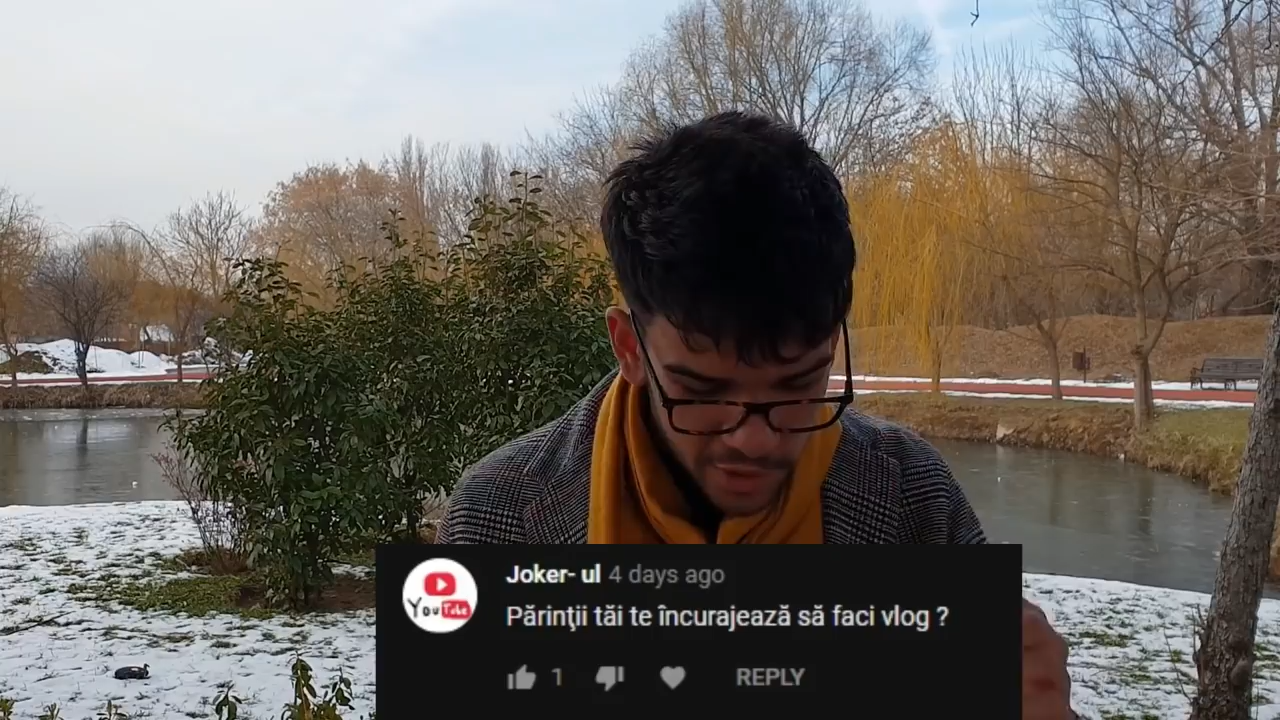 YouTube
Joker- ul 4 days ago
Părinţii tăi te încurajează să faci vlog ?
1 REPLY